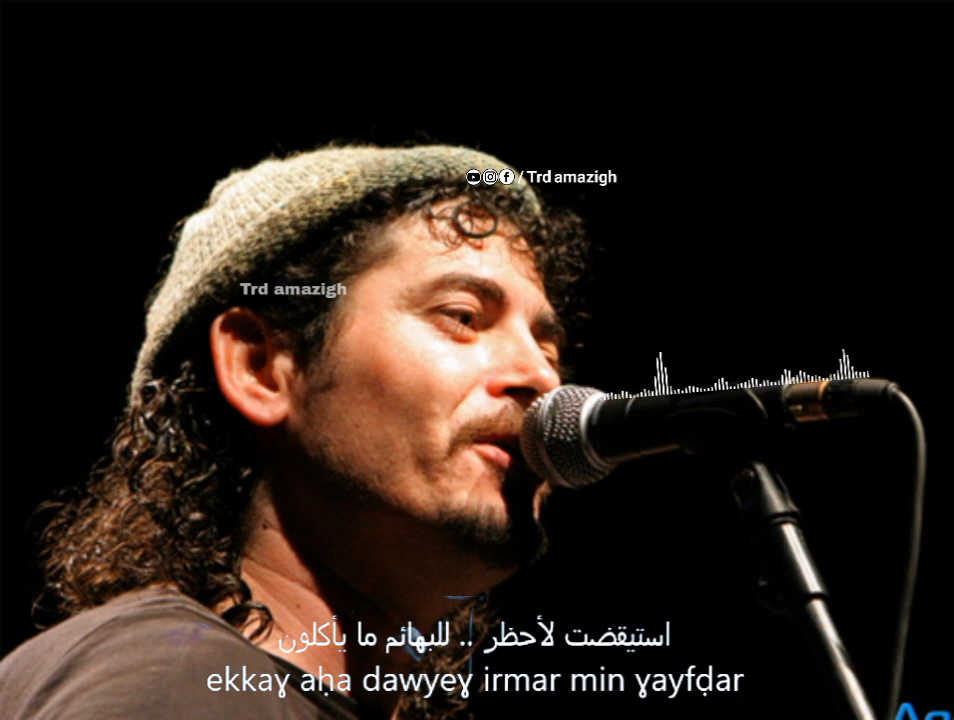 / Trd amazigh
Trd amazigh
استيقضت لأحظر .. للبهائم ما يأكلون
ekkaɣ aḥa dawyeɣ irmar min ɣayfḍar